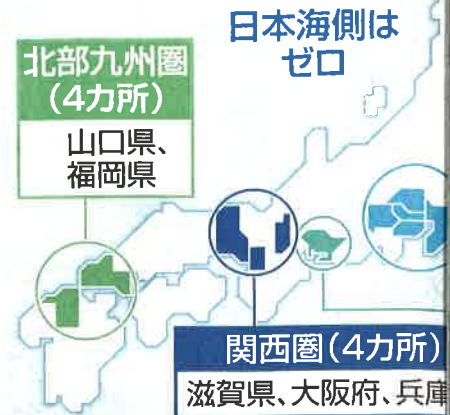 日本海側は
ゼロ
北部九州圏
(4カ所)
山口県、
福岡県
関西圏(4カ所)
滋賀県、大阪府、兵庫